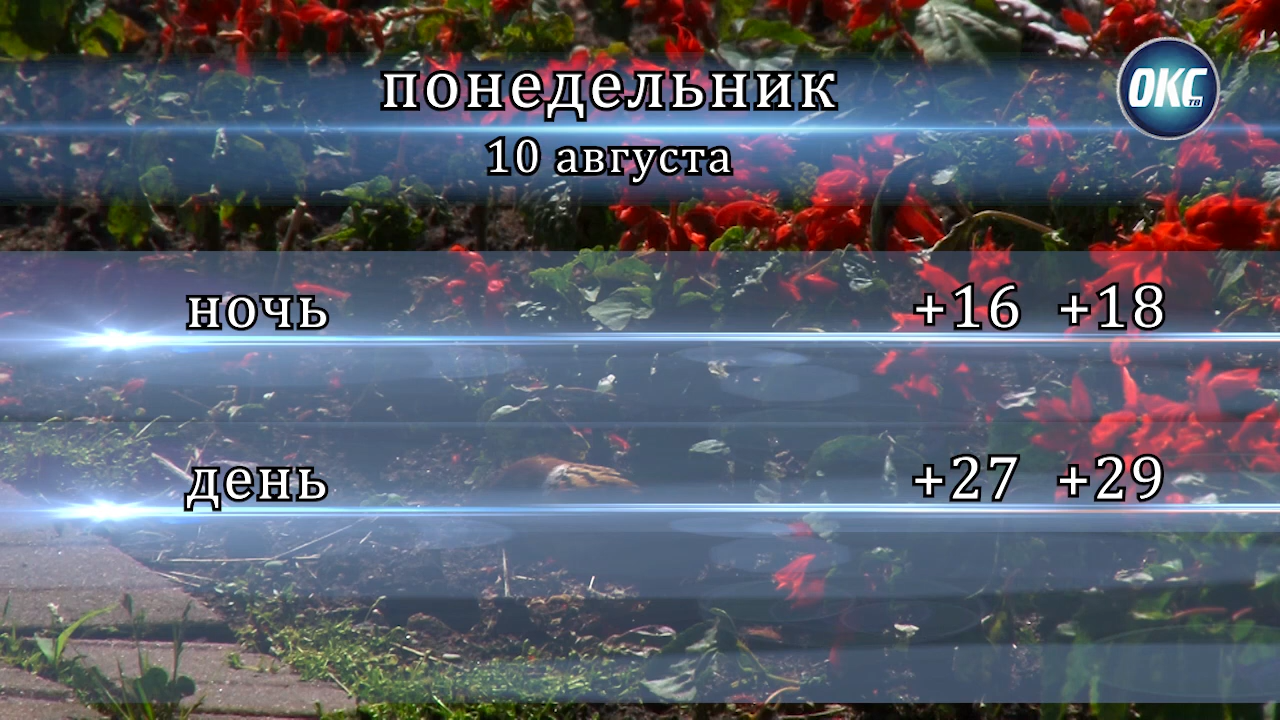 понедельник
ОКС
ТВ
10 августа
ночь +16 +18
день +27 +29